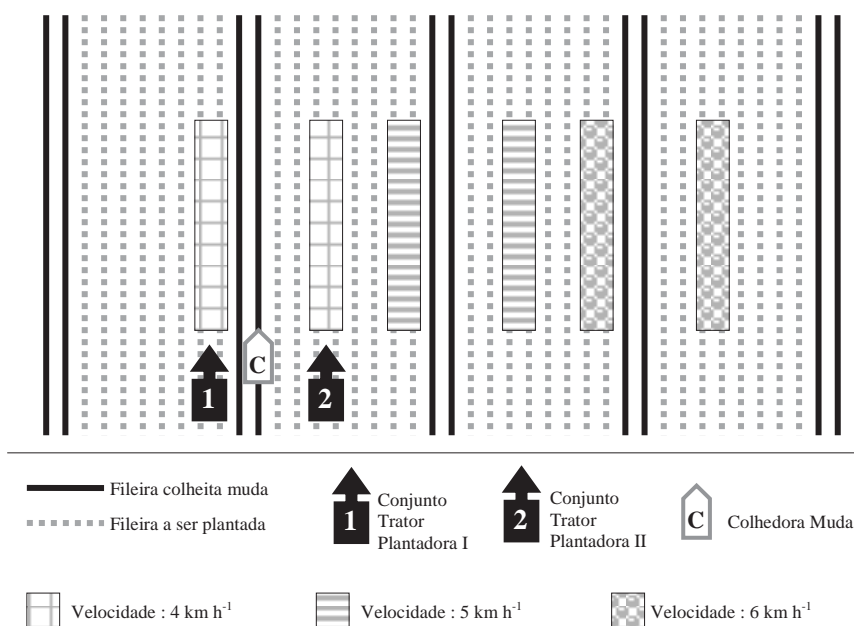 C
1
2
Fileira colheita muda
Fileira a ser plantada
1
Conjunto
Trator
Plantadora I
2
Conjunto
Trator
Plantadora II
C
Colhedora Muda
Velocidade : 4 km h-1
Velocidade : 5 km h-1
Velocidade : 6 km h-1